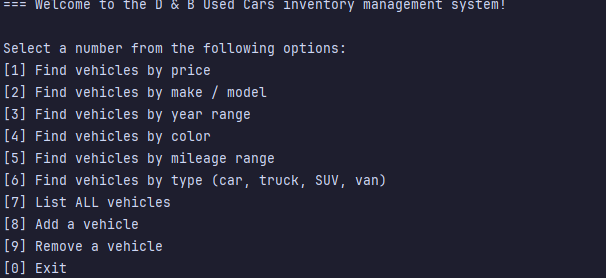 === Welcome to the D & B Used Cars inventory management system!
Select a number from the following options:
[1] Find vehicles by price
[2] Find vehicles by make / model
[3] Find vehicles by year range
[4] Find vehicles by color
[5] Find vehicles by mileage range
[6] Find vehicles by type (car, truck, SUV, van)
[7] List ALL vehicles
[8] Add a vehicle
[9] Remove a vehicle
[0] Exit